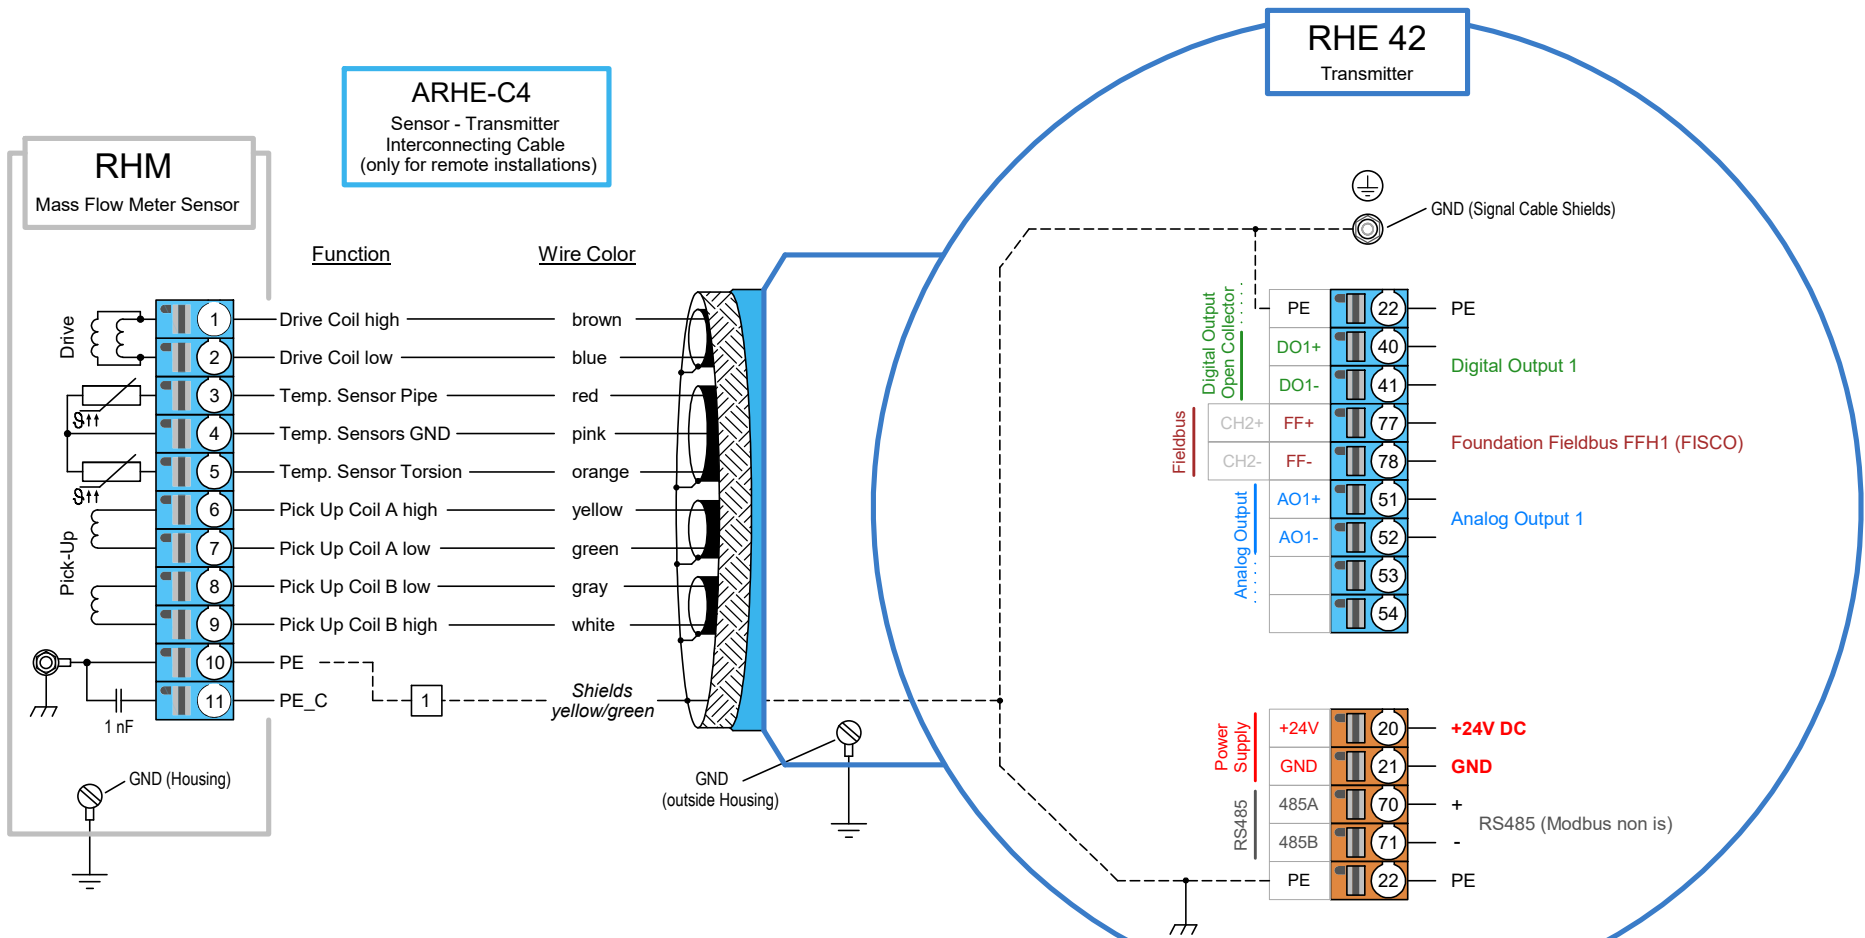 RHE 42
Transmitter
ARHE-C4
Sensor - Transmitter
Interconnecting Cable
(only for remote installations)
RHM
Mass Flow Meter Sensor
Function
Wire Color
Drive
1 Drive Coil high brown
2 Drive Coil low blue
3 Temp. Sensor Pipe red
ϑ
4 Temp. Sensors GND pink
5 Temp. Sensor Torsion orange
ϑ
Pick-Up
6 Pick Up Coil A high yellow
7 Pick Up Coil A low green
8 Pick Up Coil B low gray
9 Pick Up Coil B high white
10 PE
11 PE_C
1 nF
1
Shields
yellow/green
GND (Housing)
GND
(outside Housing)
GND (Signal Cable Shields)
Digital Output
Open Collector
PE 22 PE
DO1+ 40
Digital Output 1
DO1- 41
Fieldbus
CH2+ FF+ 77
Foundation Fieldbus FFH1 (FISCO)
CH2- FF- 78
Analog Output
AO1+ 51
Analog Output 1
AO1- 52
53
54
Power
Supply
+24V 20 +24V DC
GND 21 GND
RS485
485A 70 +
RS485 (Modbus non is)
485B 71 -
PE 22 PE